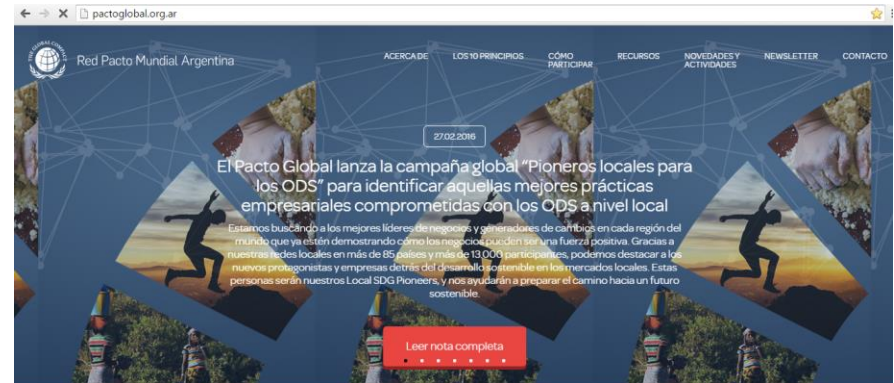 pactoglobal.org.ar
Red Pacto Mundial Argentina
ACERCA DE
LOS 10 PRINCIPIOS
CÓMO
PARTICIPAR
RECURSOS
NOVEDADES Y
ACTIVIDADES
NEWSLETTER
CONTACTO
27.02.2016
El Pacto Global lanza la campaña global “Pioneros locales para
los ODS” para identificar aquellas mejores prácticas
empresariales comprometidas con los ODS a nivel local
Estamos buscando a los mejores líderes de negocios y generadores de cambios en cada región del
mundo que ya estén demostrando cómo los negocios pueden ser una fuerza positiva. Gracias a
nuestras redes locales en más de 85 países y más de 13,000 participantes, podemos destacar a los
nuevos protagonistas y empresas detrás del desarrollo sostenible en los mercados locales. Estas
personas serán nuestros Local SDG Pioneers, y nos ayudarán a preparar el camino hacia un futuro
sostenible.
Leer nota completa